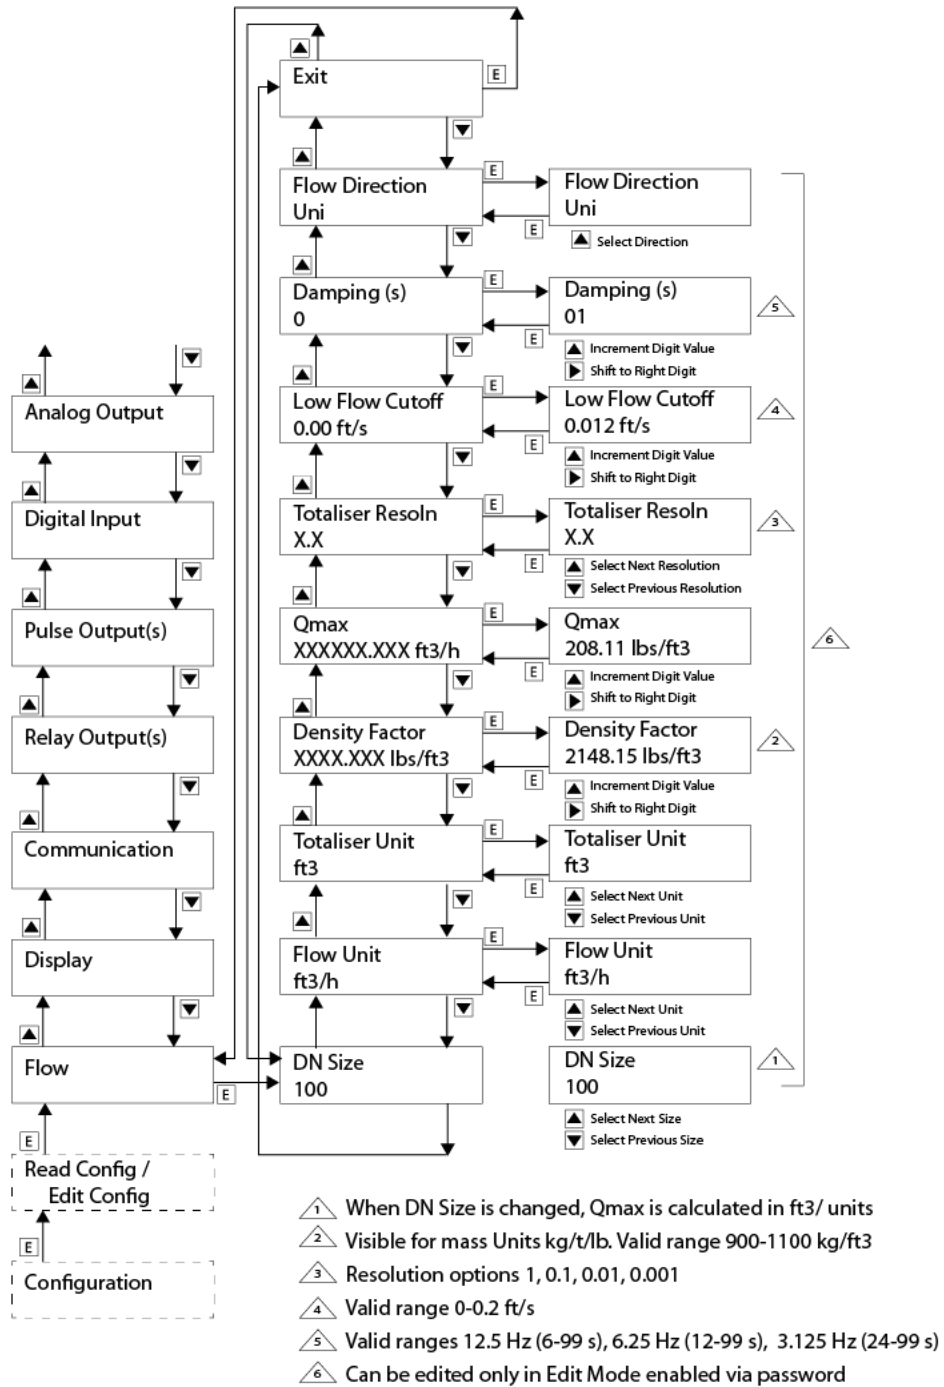 Exit
E
Flow Direction
Uni
E
E
Flow Direction
Uni
Select Direction
Damping (s)
0
E
E
Damping (s)
01
5
Increment Digit Value
Shift to Right Digit
Low Flow Cutoff
0.00 ft/s
E
E
Low Flow Cutoff
0.012 ft/s
4
Increment Digit Value
Shift to Right Digit
Totaliser Resoln
X.X
E
E
Totaliser Resoln
X.X
3
Select Next Resolution
Select Previous Resolution
Qmax
XXXXXX.XXX ft3/h
E
E
Qmax
208.11 lbs/ft3
6
Increment Digit Value
Shift to Right Digit
Density Factor
XXXX.XXX lbs/ft3
E
E
Density Factor
2148.15 lbs/ft3
2
Increment Digit Value
Shift to Right Digit
Totaliser Unit
ft3
E
E
Totaliser Unit
ft3
Select Next Unit
Select Previous Unit
Flow Unit
ft3/h
E
E
Flow Unit
ft3/h
Select Next Unit
Select Previous Unit
DN Size
100
DN Size
100
1
Select Next Size
Select Previous Size
Analog Output
Digital Input
Pulse Output(s)
Relay Output(s)
Communication
Display
Flow
E
E
Read Config /
Edit Config
E
Configuration
1 When DN Size is changed, Qmax is calculated in ft3/ units
2 Visible for mass Units kg/t/lb. Valid range 900-1100 kg/ft3
3 Resolution options 1, 0.1, 0.01, 0.001
4 Valid range 0-0.2 ft/s
5 Valid ranges 12.5 Hz (6-99 s), 6.25 Hz (12-99 s), 3.125 Hz (24-99 s)
6 Can be edited only in Edit Mode enabled via password